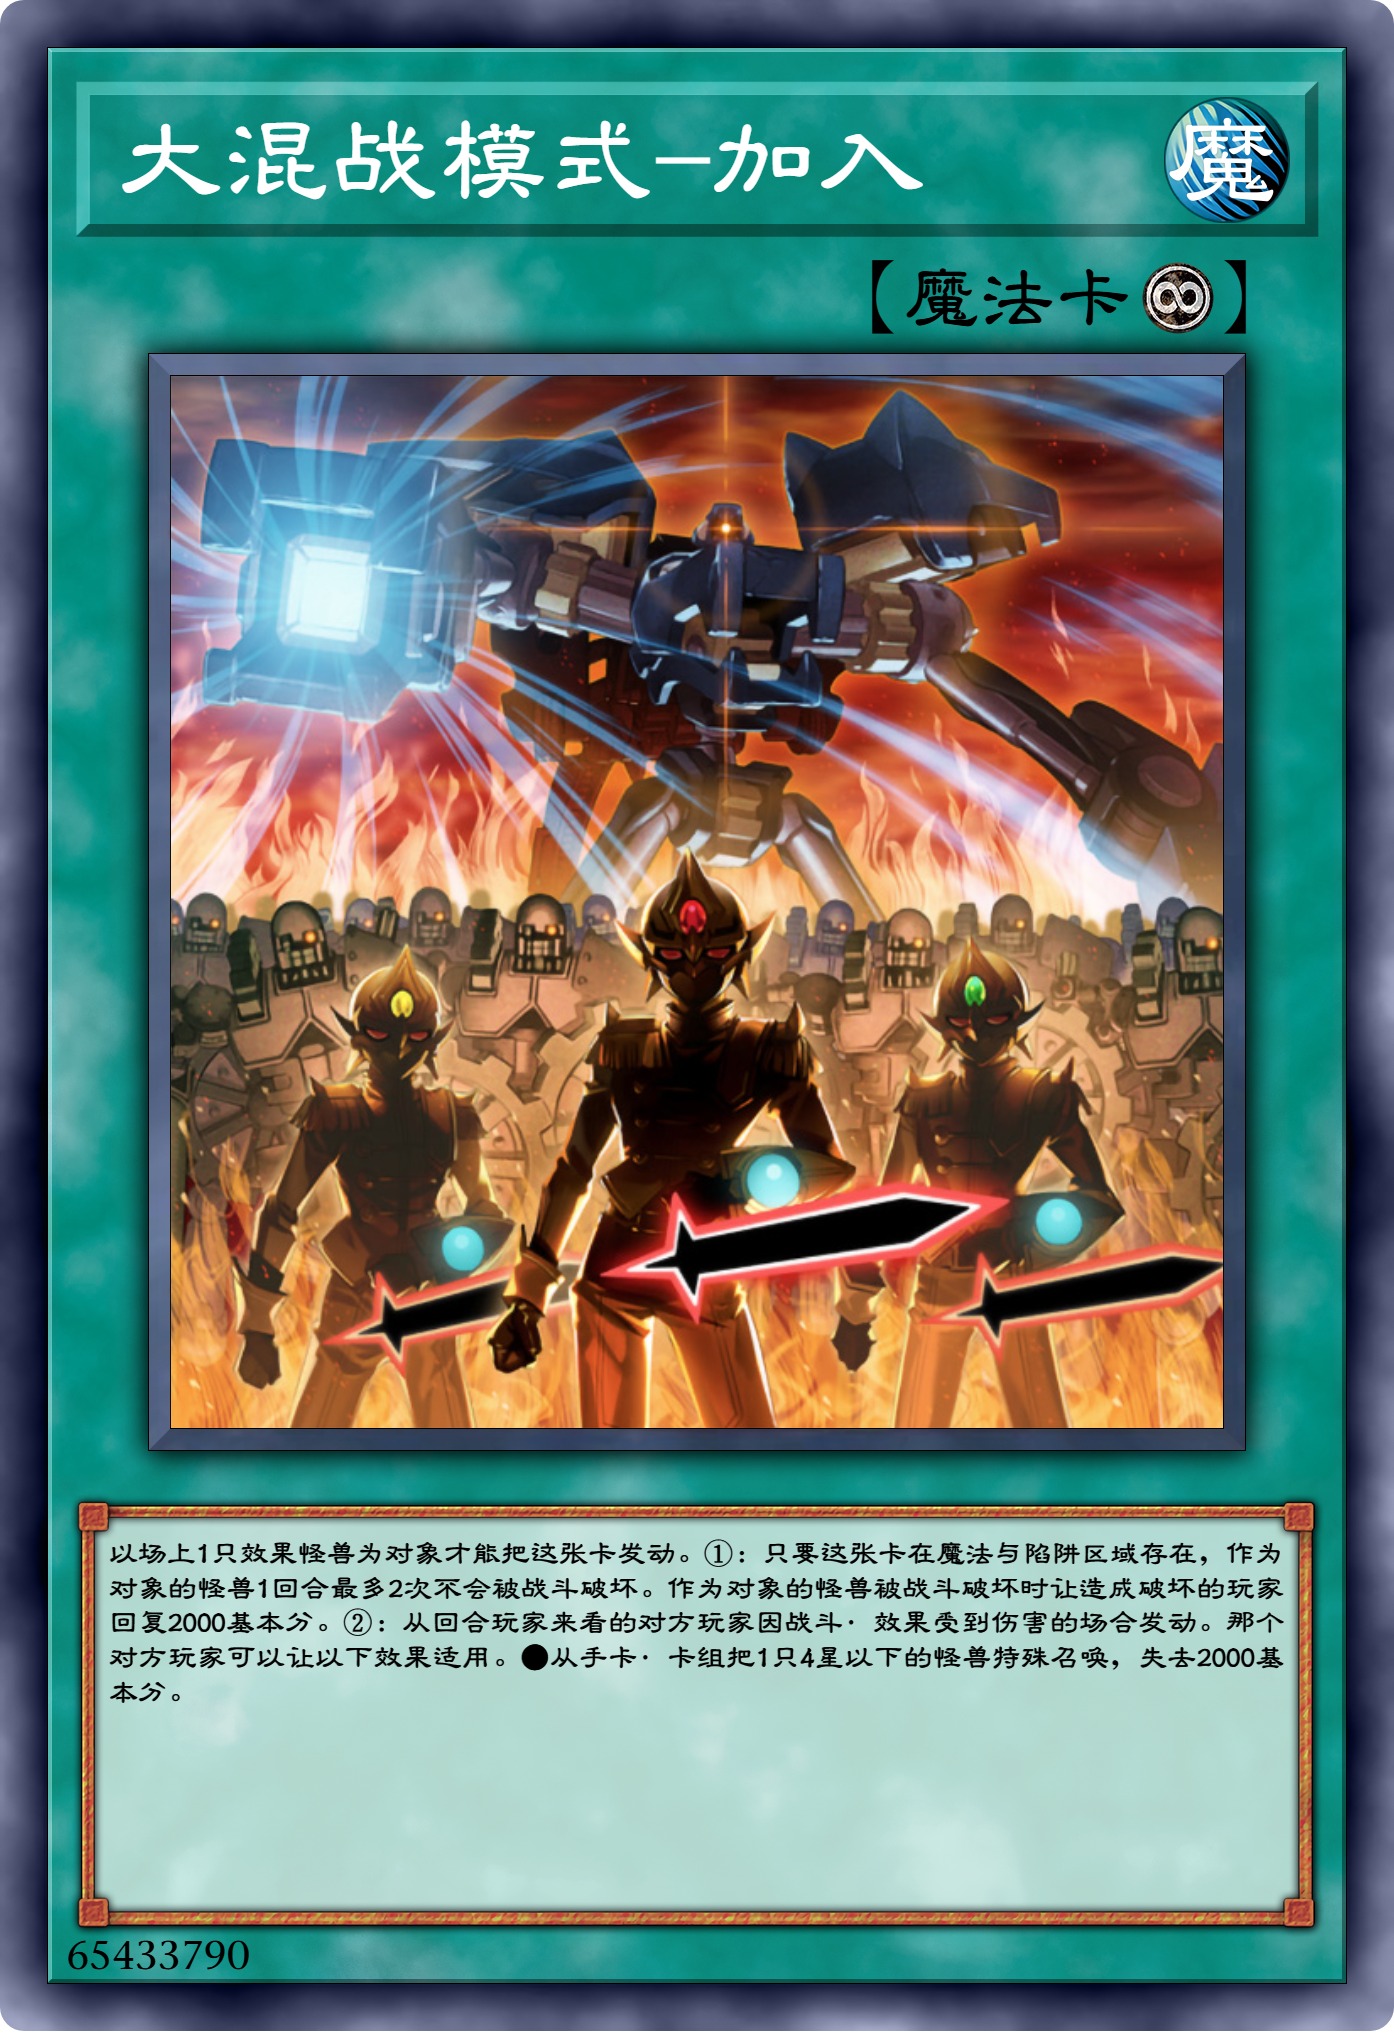 大混战模式-加入
魔
【魔法卡】
以场上1只效果怪兽为对象才能把这张卡发动。①：只要这张卡在魔法与陷阱区域存在，作为
对象的怪兽1回合最多2次不会被战斗破坏。作为对象的怪兽被战斗破坏时让造成破坏的玩家
回复2000基本分。②：从回合玩家来看的对方玩家因战斗·效果受到伤害的场合发动。那个
对方玩家可以让以下效果适用。●从手卡·卡组把1只4星以下的怪兽特殊召唤，失去2000基
本分。
65433790